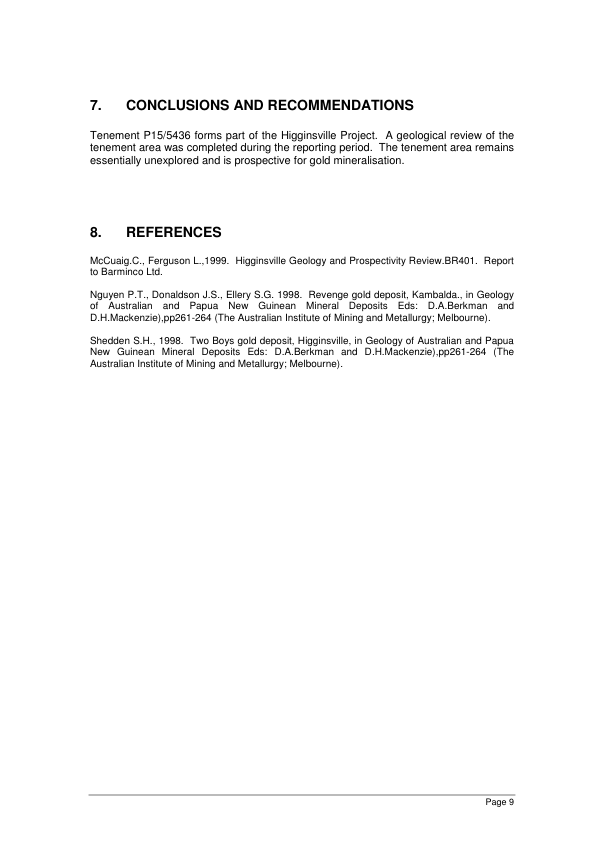 7. CONCLUSIONS AND RECOMMENDATIONS
Tenement P15/5436 forms part of the Higginsville Project. A geological review of the
tenement area was completed during the reporting period. The tenement area remains
essentially unexplored and is prospective for gold mineralisation.
8. REFERENCES
McCuaig.C., Ferguson L.,1999. Higginsville Geology and Prospectivity Review.BR401. Report
to Barminco Ltd.
Nguyen P.T., Donaldson J.S., Ellery S.G. 1998. Revenge gold deposit, Kambalda., in Geology
of Australian and Papua New Guinean Mineral Deposits Eds: D.A.Berkman and
D.H.Mackenzie),pp261-264 (The Australian Institute of Mining and Metallurgy; Melbourne).
Shedden S.H., 1998. Two Boys gold deposit, Higginsville, in Geology of Australian and Papua
New Guinean Mineral Deposits Eds: D.A.Berkman and D.H.Mackenzie),pp261-264 (The
Australian Institute of Mining and Metallurgy; Melbourne).
Page 9